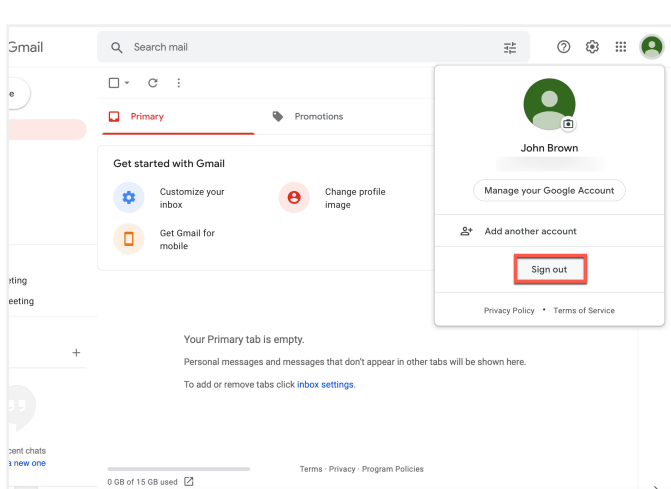 Gmail
Search mail
e
Primary
Promotions
Get started with Gmail
Customize your
inbox
Change profile
image
Get Gmail for
mobile
John Brown
Manage your Google Account
Add another account
Sign out
Privacy Policy • Terms of Service
eting
eeting
Your Primary tab is empty.
Personal messages and messages that don't appear in other tabs will be shown here.
To add or remove tabs click inbox settings.
cent chats
a new one
Terms · Privacy · Program Policies
0 GB of 15 GB used